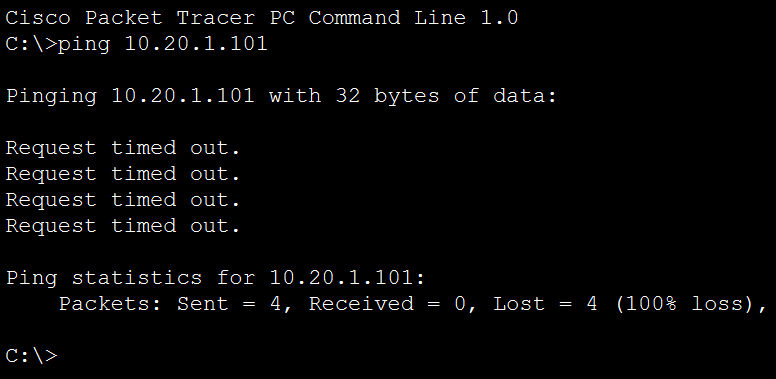 Cisco Packet Tracer PC Command Line 1.0
C:\>ping 10.20.1.101
Pinging 10.20.1.101 with 32 bytes of data:
Request timed out.
Request timed out.
Request timed out.
Request timed out.
Ping statistics for 10.20.1.101:
    Packets: Sent = 4, Received = 0, Lost = 4 (100% loss),
C:\>